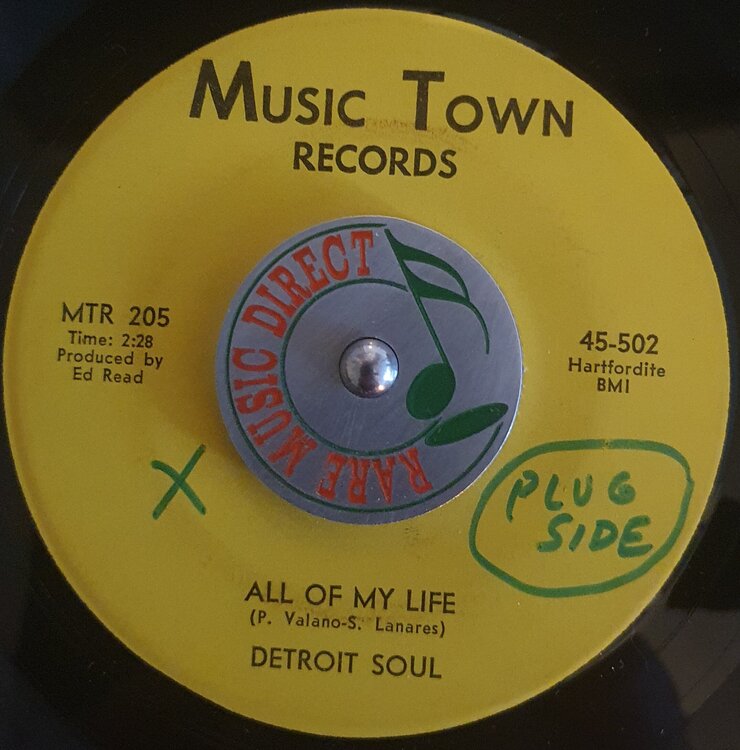 MUSIC TOWN
RECORDS
RARE MUSIC DIRECT
MTR 205
Time: 2:28
Produced by
Ed Read
45-502
Hartfordite
BMI
X
PLUG
SIDE
ALL OF MY LIFE
(P. Valano-S. Lanares)
DETROIT SOUL